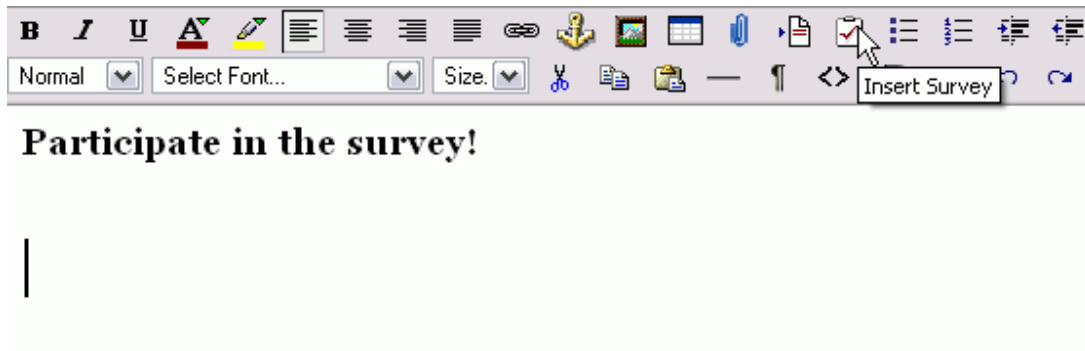 B I U A
Normal Select Font... Size. ¶ <>
Insert Survey
Participate in the survey!